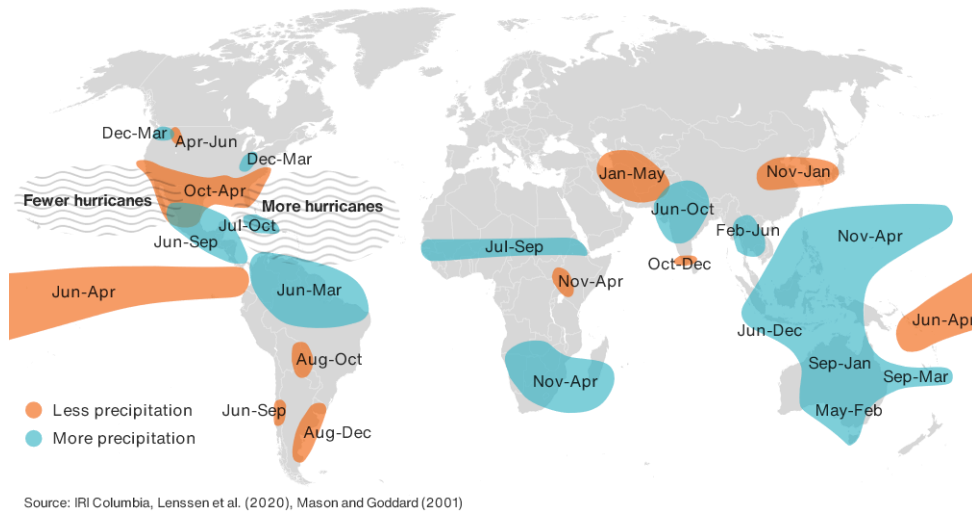 Dec-Mar
Apr-Jun
Dec-Mar
Oct-Apr
Fewer hurricanes
More hurricanes
Jul-Oct
Jun-Sep
Jan-May
Nov-Jan
Jun-Oct
Feb-Jun
Nov-Apr
Jul-Sep
Oct-Dec
Nov-Apr
Jun-Apr
Jun-Mar
Jun-Apr
Jun-Dec
Aug-Oct
Nov-Apr
Sep-Jan
Sep-Mar
May-Feb
Jun-Sep
Aug-Dec
Less precipitation
More precipitation
Source: IRI Columbia, Lenssen et al. (2020), Mason and Goddard (2001)